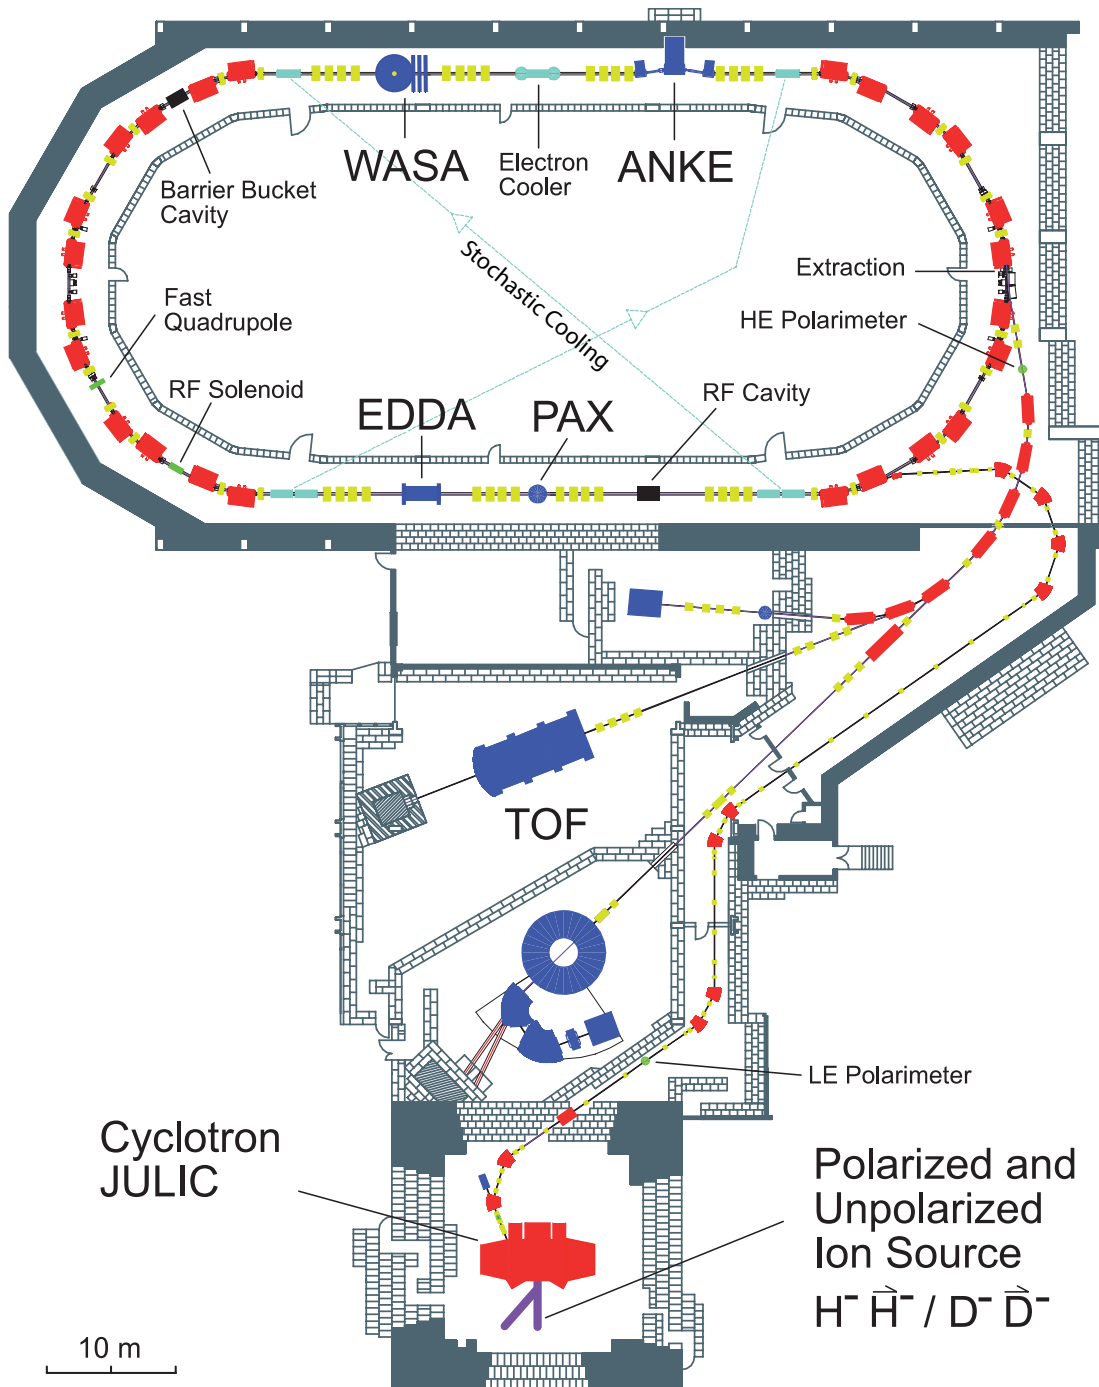 WASA
Electron
Cooler
ANKE
Barrier Bucket
Cavity
Stochastic Cooling
Extraction
Fast
Quadrupole
HE Polarimeter
RF Solenoid
EDDA
PAX
RF Cavity
TOF
LE Polarimeter
Cyclotron
JULIC
Polarized and
Unpolarized
Ion Source
H⁻ H⃗⁻ / D⁻ D⃗⁻
10 m